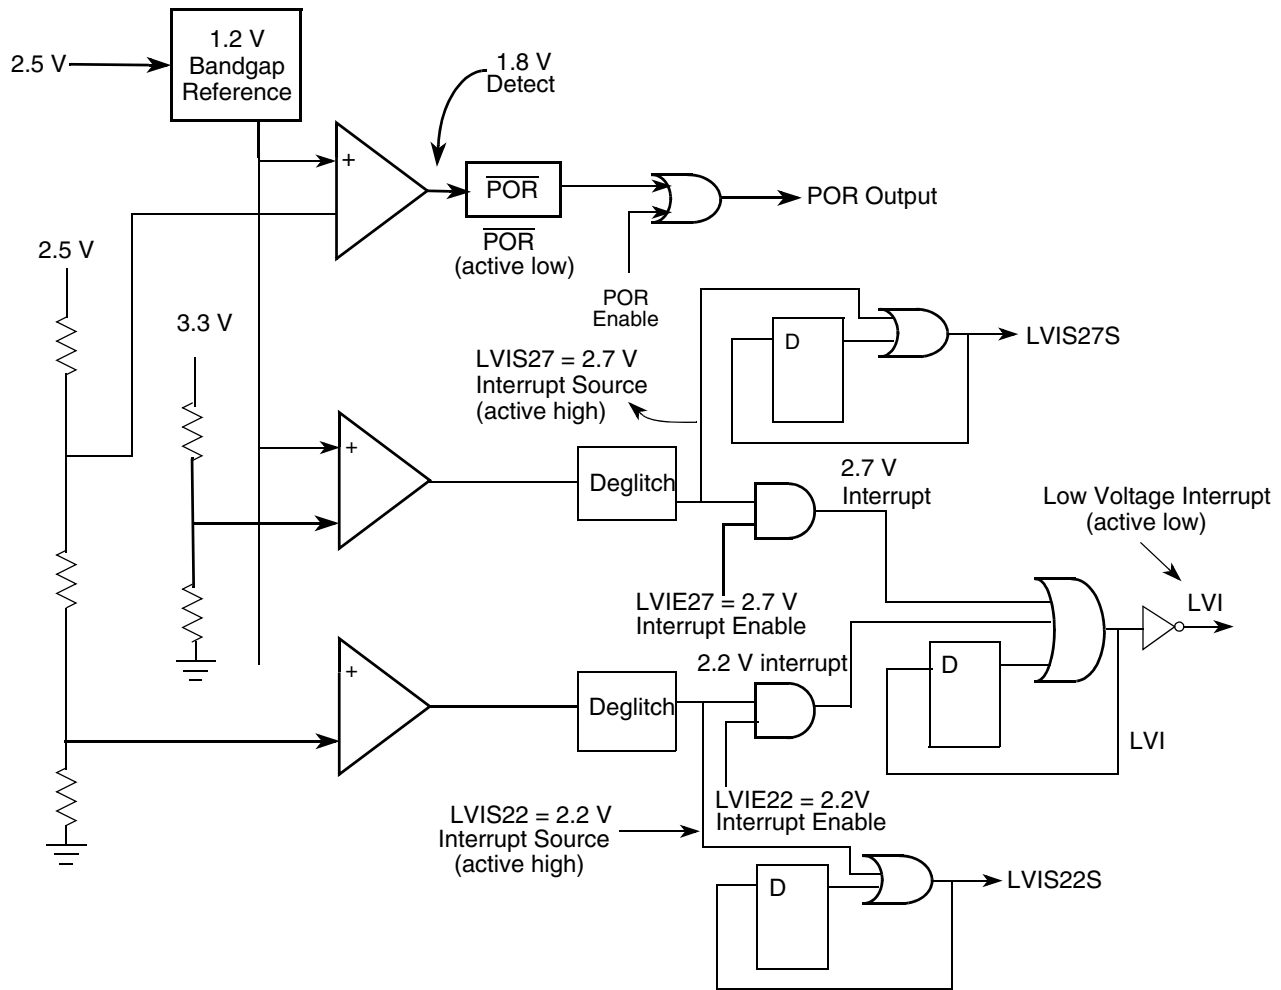 1.2 V
Bandgap
Reference
2.5 V
1.8 V
Detect
+
POR
POR
(active low)
POR Output
POR
Enable
2.5 V
3.3 V
D
LVIS27S
LVIS27 = 2.7 V
Interrupt Source
(active high)
+
Deglitch
2.7 V
Interrupt
Low Voltage Interrupt
(active low)
LVIE27 = 2.7 V
Interrupt Enable
LVI
2.2 V interrupt
+
D
Deglitch
LVI
LVIE22 = 2.2V
Interrupt Enable
LVIS22 = 2.2 V
Interrupt Source
(active high)
D
LVIS22S